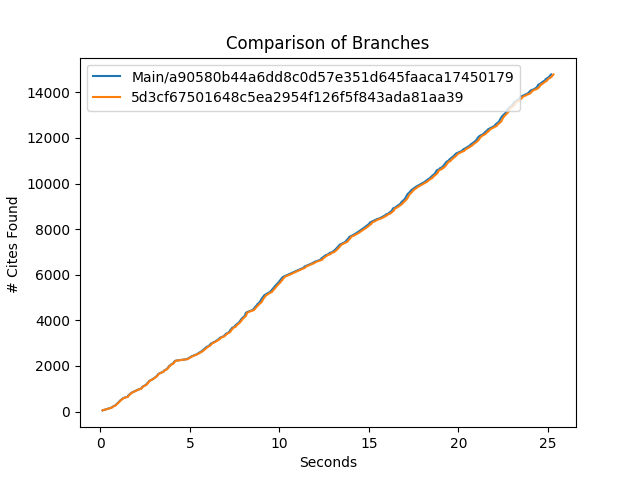 Comparison of Branches
Main/a90580b44a6dd8c0d57e351d645faaca17450179
5d3cf67501648c5ea2954f126f5f843ada81aa39
14000
12000
10000
8000
6000
4000
2000
0
# Cites Found
0 5 10 15 20 25
Seconds